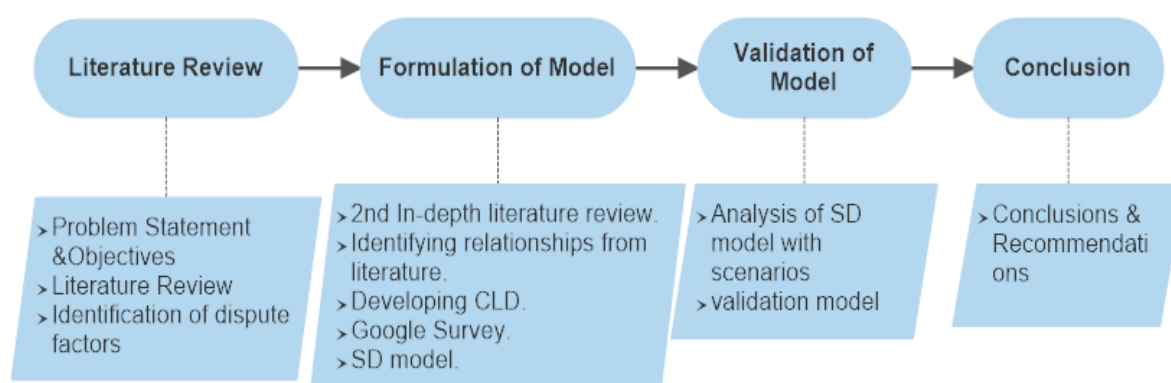 Literature Review
Formulation of Model
Validation of
Model
Conclusion
Problem Statement
&Objectives
Literature Review
Identification of dispute
factors
2nd In-depth literature review.
Identifying relationships from
literature.
Developing CLD.
Google Survey.
SD model.
Analysis of SD
model with
scenarios
validation model
Conclusions &
Recommendati
ons